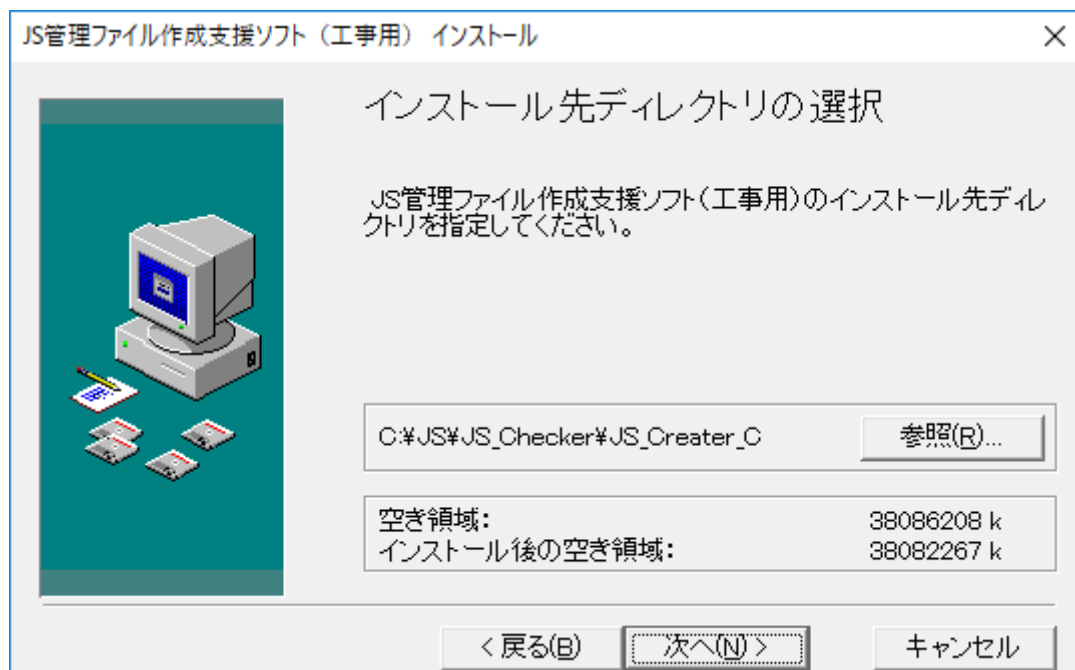 JS管理ファイル作成支援ソフト（工事用） インストール
インストール先ディレクトリの選択
JS管理ファイル作成支援ソフト(工事用)のインストール先ディレ
クトリを指定してください。
C:¥JS¥JS_Checker¥JS_Creater_C
参照(R)...
空き領域: 38086208 k
インストール後の空き領域: 38082267 k
< 戻る(B) 次へ(N) > キャンセル